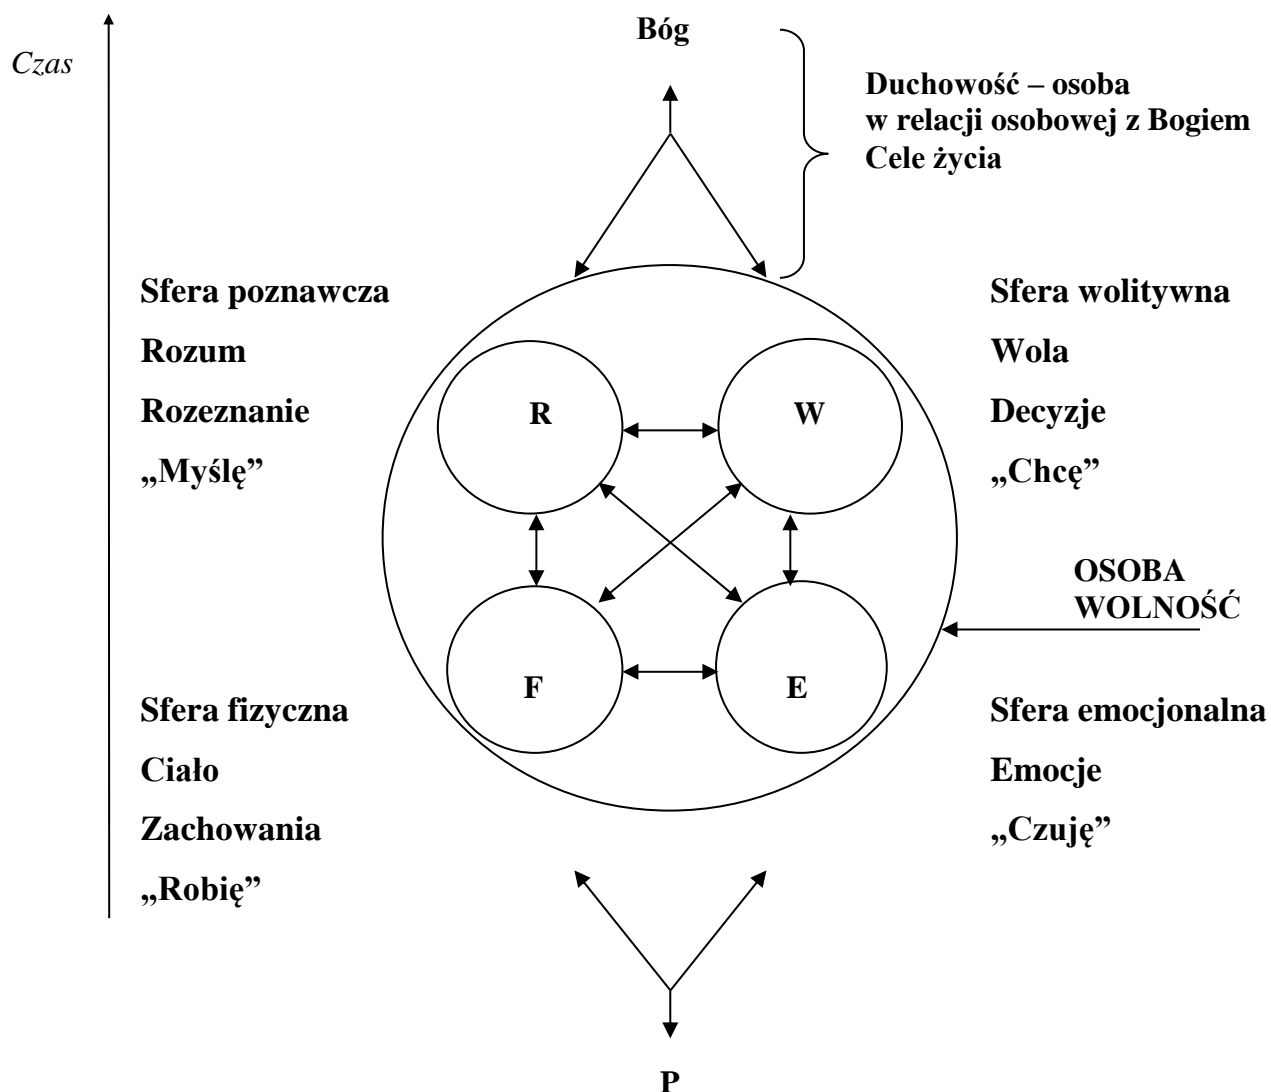 Bóg
Czas
Duchowość – osoba
w relacji osobowej z Bogiem
Cele życia
Sfera poznawcza
Rozum
Rozeznanie
„Myślę”
Sfera wolitywna
Wola
Decyzje
„Chcę”
R
W
OSOBA
WOLNOŚĆ
F
E
Sfera fizyczna
Ciało
Zachowania
„Robię”
Sfera emocjonalna
Emocje
„Czuję”
P